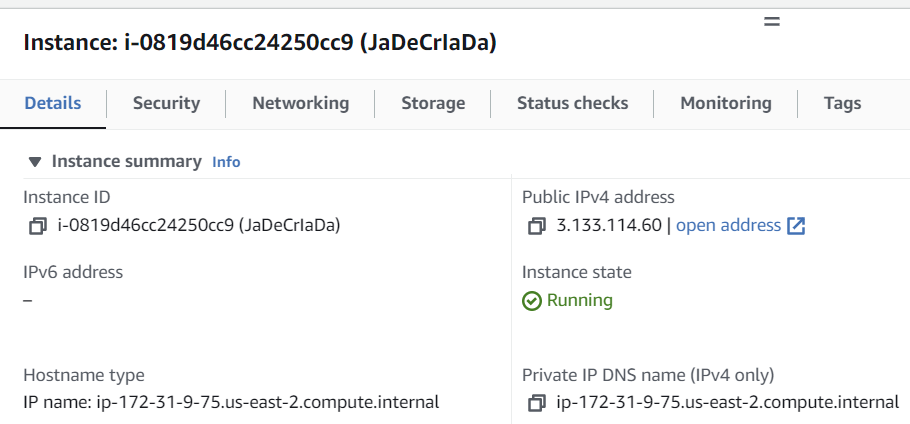 Instance: i-0819d46cc24250cc9 (JaDeCrIaDa)
Details Security Networking Storage Status checks Monitoring Tags
Instance summary Info
Instance ID
i-0819d46cc24250cc9 (JaDeCrIaDa)
Public IPv4 address
3.133.114.60 | open address
IPv6 address
–
Instance state
Running
Hostname type
IP name: ip-172-31-9-75.us-east-2.compute.internal
Private IP DNS name (IPv4 only)
ip-172-31-9-75.us-east-2.compute.internal